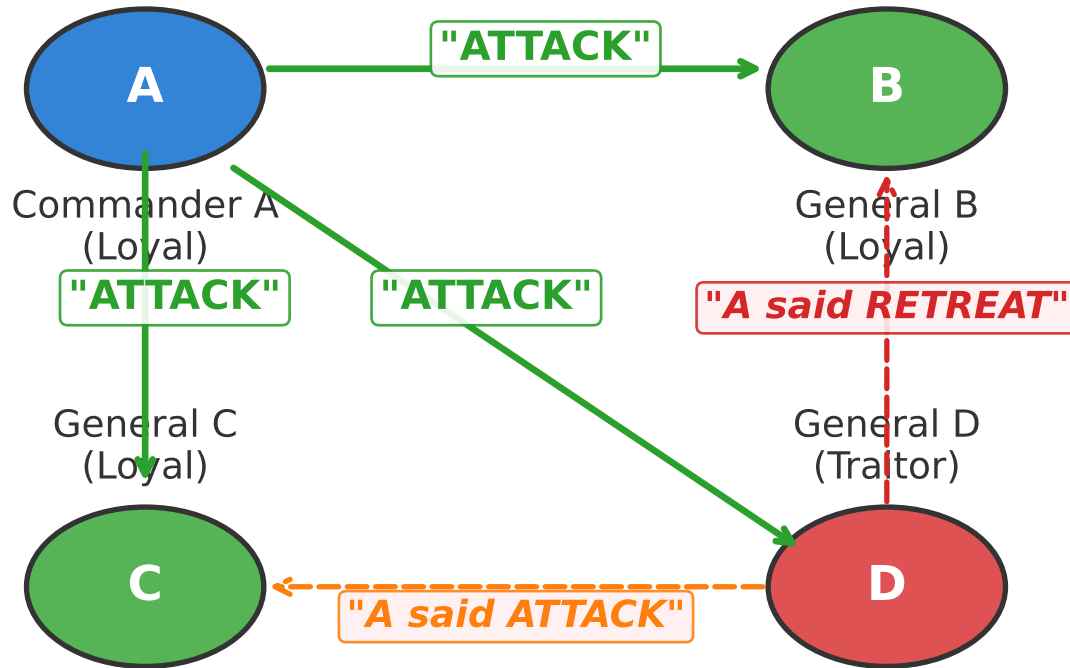 A
"ATTACK"
B
Commander A
(Loyal)
General B
(Loyal)
"ATTACK"
"ATTACK"
"A said RETREAT"
General C
(Loyal)
General D
(Traitor)
C
"A said ATTACK"
D